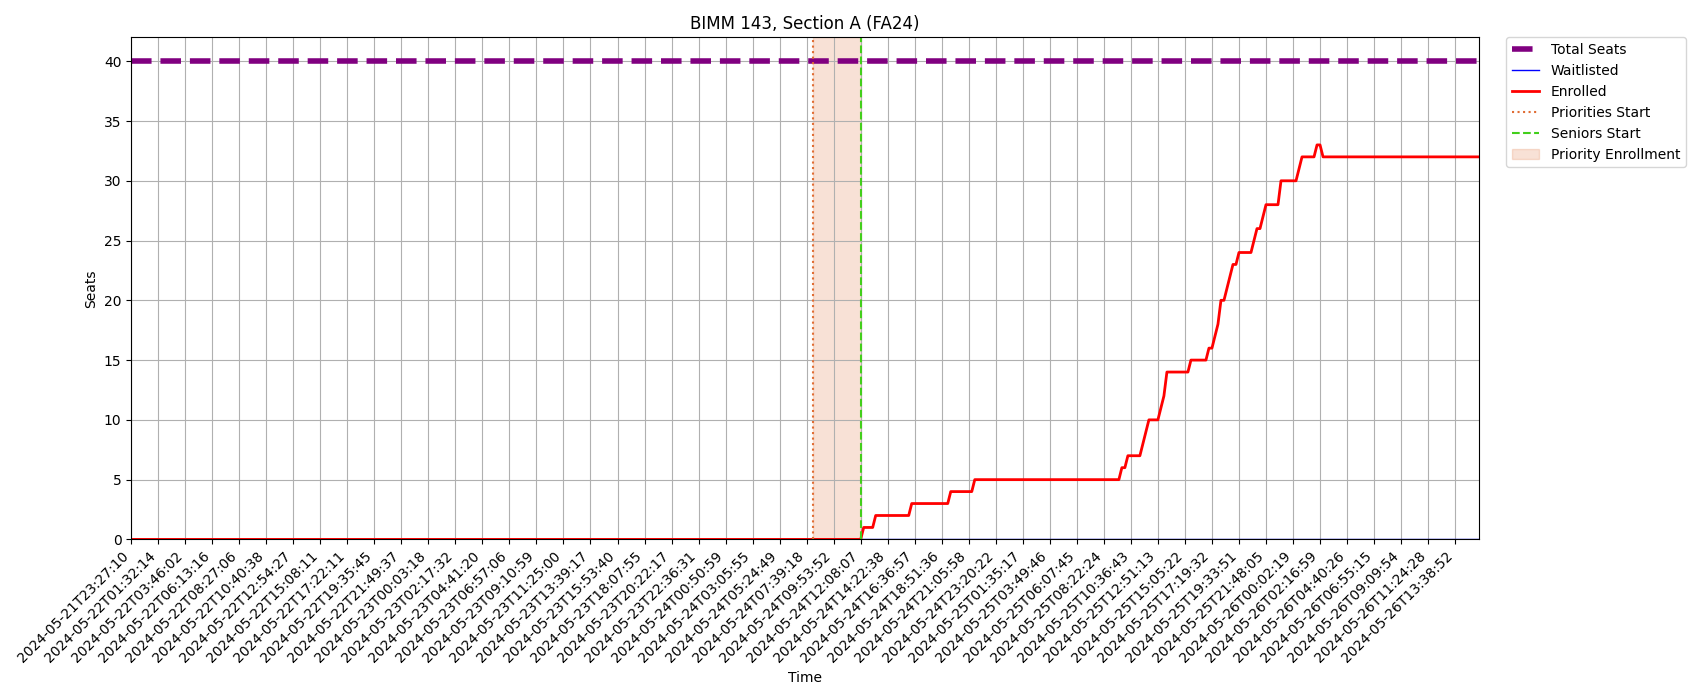 BIMM 143, Section A (FA24)
Total Seats
Waitlisted
Enrolled
Priorities Start
Seniors Start
Priority Enrollment
Seats
40
35
30
25
20
15
10
5
0
2024-05-21T23:27:10
2024-05-22T01:32:14
2024-05-22T03:46:02
2024-05-22T06:13:16
2024-05-22T08:27:06
2024-05-22T10:40:38
2024-05-22T12:54:27
2024-05-22T15:08:11
2024-05-22T17:22:11
2024-05-22T19:35:45
2024-05-22T21:49:37
2024-05-23T00:03:18
2024-05-23T02:17:32
2024-05-23T04:41:20
2024-05-23T06:57:06
2024-05-23T09:10:59
2024-05-23T11:25:00
2024-05-23T13:39:17
2024-05-23T15:53:40
2024-05-23T18:07:55
2024-05-23T20:22:17
2024-05-23T22:36:31
2024-05-24T00:50:59
2024-05-24T03:05:55
2024-05-24T05:24:49
2024-05-24T07:39:18
2024-05-24T09:53:52
2024-05-24T12:08:07
2024-05-24T14:22:38
2024-05-24T16:36:57
2024-05-24T18:51:36
2024-05-24T21:05:58
2024-05-24T23:20:22
2024-05-25T01:35:17
2024-05-25T03:49:46
2024-05-25T06:07:45
2024-05-25T08:22:24
2024-05-25T10:36:43
2024-05-25T12:51:13
2024-05-25T15:05:22
2024-05-25T17:19:32
2024-05-25T19:33:51
2024-05-25T21:48:05
2024-05-26T00:02:19
2024-05-26T02:16:59
2024-05-26T04:40:26
2024-05-26T06:55:15
2024-05-26T09:09:54
2024-05-26T11:24:28
2024-05-26T13:38:52
Time